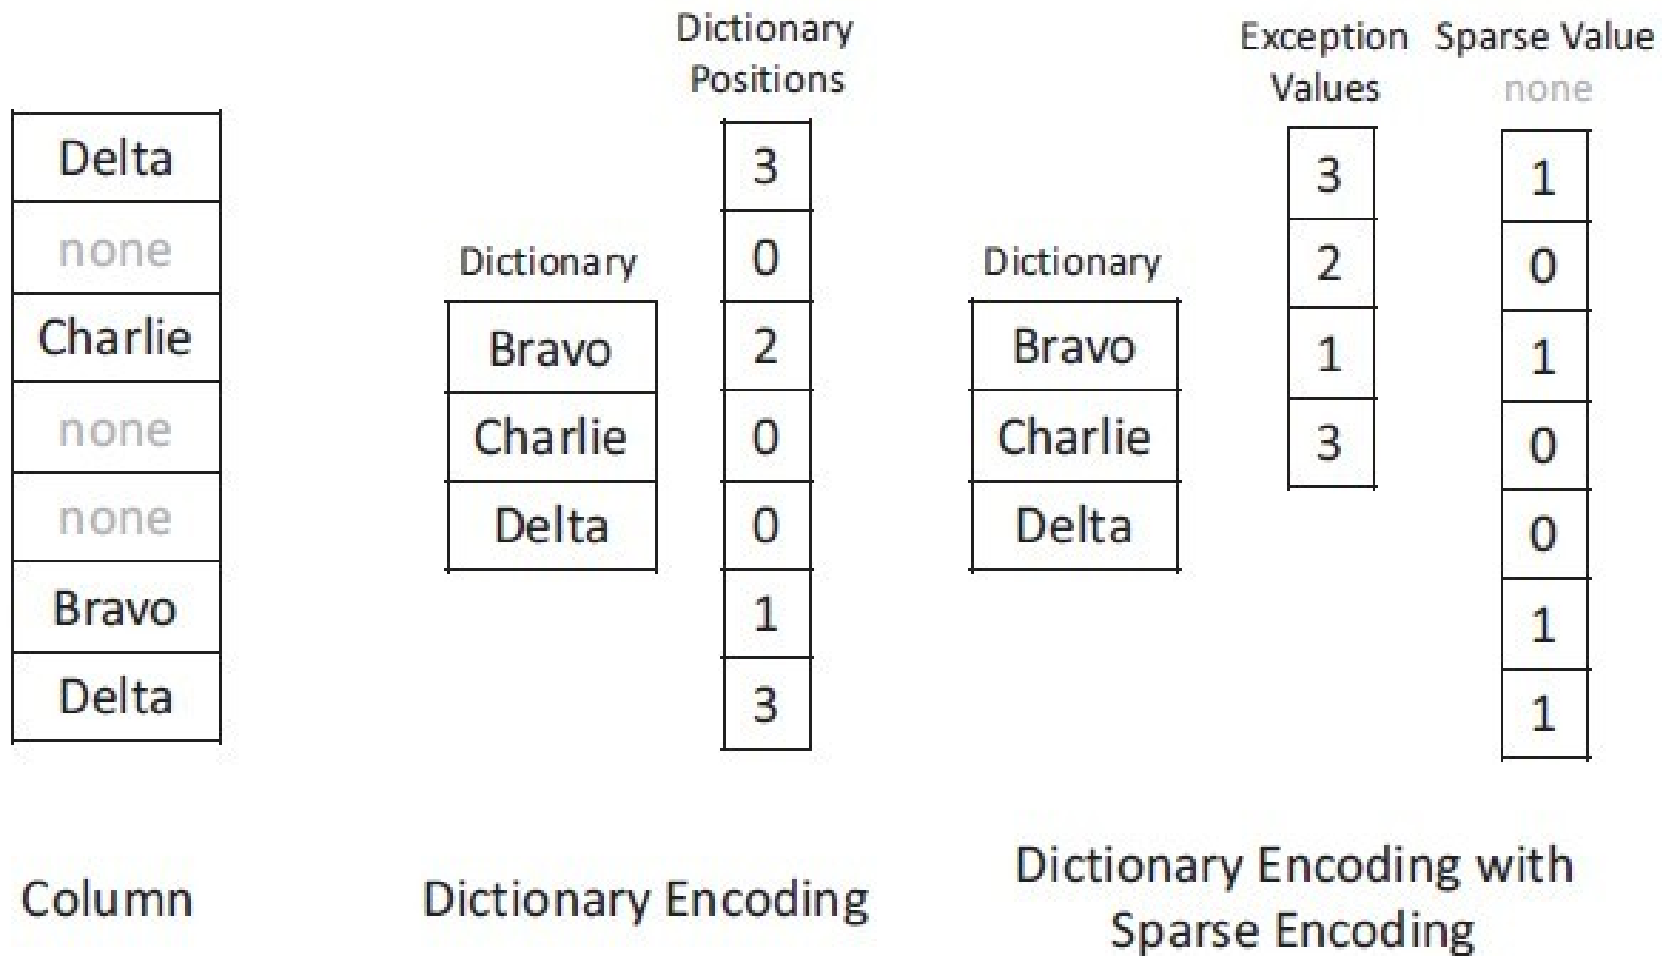 Column
Delta
none
Charlie
none
none
Bravo
Delta
Dictionary Encoding
Dictionary
Bravo
Charlie
Delta
Dictionary
Positions
3
0
2
0
0
1
3
Dictionary Encoding with
Sparse Encoding
Dictionary
Bravo
Charlie
Delta
Exception
Values
3
2
1
3
Sparse Value
none
1
0
1
0
0
1
1